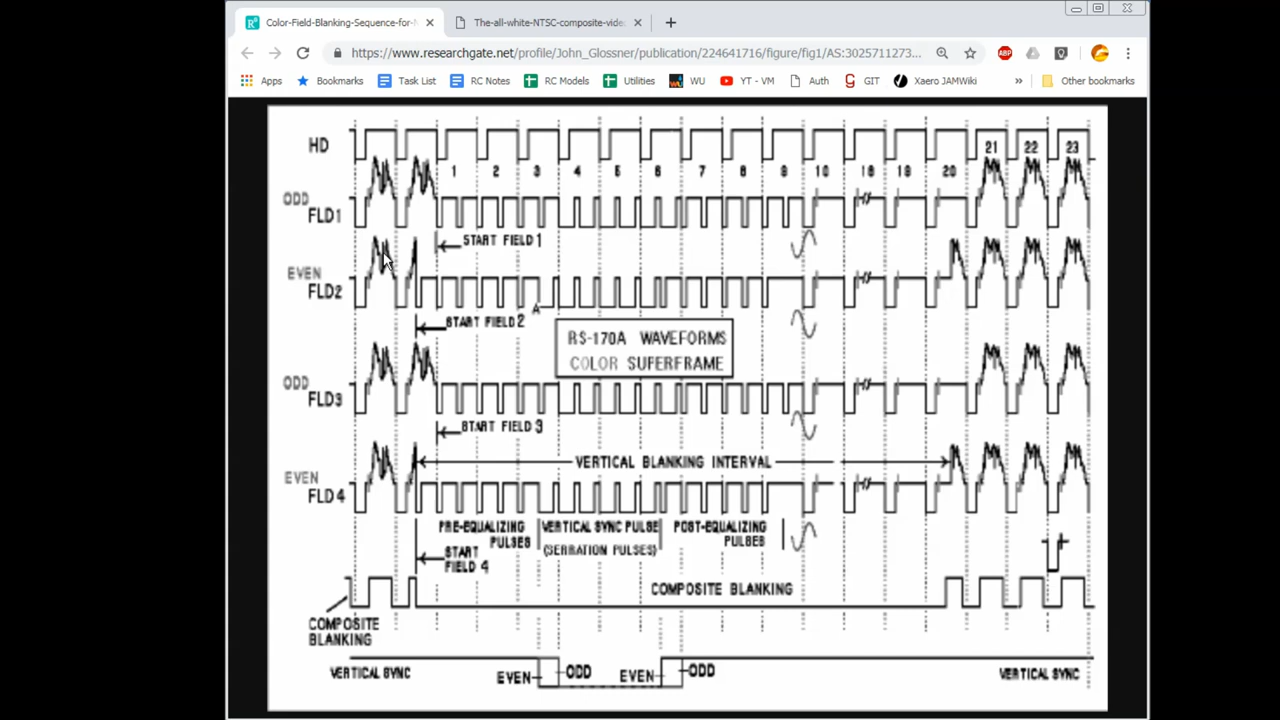 Color-Field-Blanking-Sequence-for-
The-all-white-NTSC-composite-video
https://www.researchgate.net/profile/John_Glossner/publication/224641716/figure/fig1/AS:3025711273...
ABP
Apps Bookmarks Task List RC Notes RC Models Utilities WU YT - VM Auth GIT Xaero JAMWiki » Other bookmarks
HD
21 22 23
1 2 3 4 5 6 7 8 9 10 18 19 20
ODD
FLD1
START FIELD 1
EVEN
FLD2
A
START FIELD 2
RS-170A WAVEFORMS
COLOR SUPERFRAME
ODD
FLD3
START FIELD 3
VERTICAL BLANKING INTERVAL
EVEN
FLD 4
PRE-EQUALIZING
PULSES
VERTICAL SYNC PULSE
(SERRATION PULSES)
POST-EQUALIZING
PULSES
START
FIELD 4
COMPOSITE BLANKING
COMPOSITE
BLANKING
VERTICAL SYNC EVEN ODD EVEN ODD VERTICAL SYNC